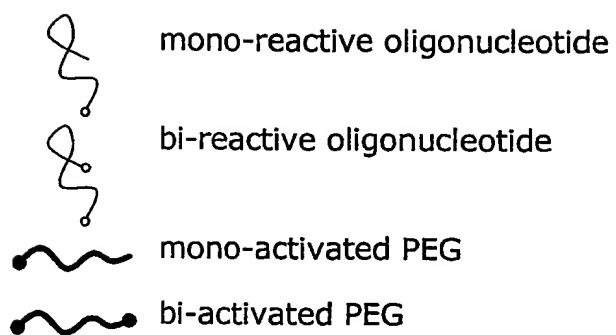 mono-reactive oligonucleotide
bi-reactive oligonucleotide
mono-activated PEG
bi-activated PEG